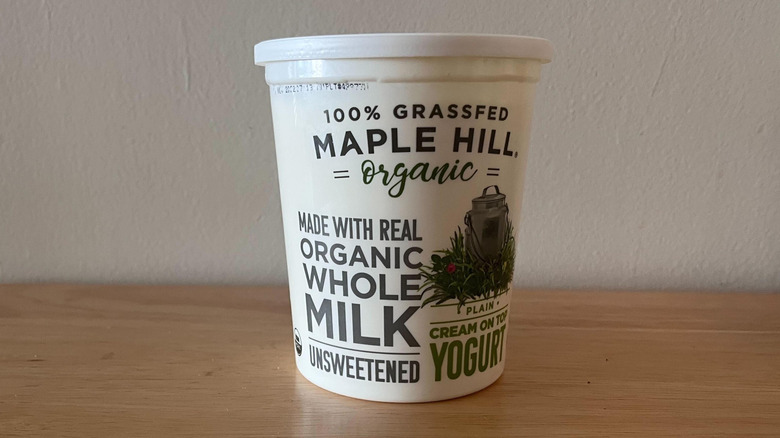 100% GRASSFED
MAPLE HILL.
organic
MADE WITH REAL
ORGANIC
WHOLE
MILK
UNSWEETENED
PLAIN
CREAM ON TOP
YOGURT